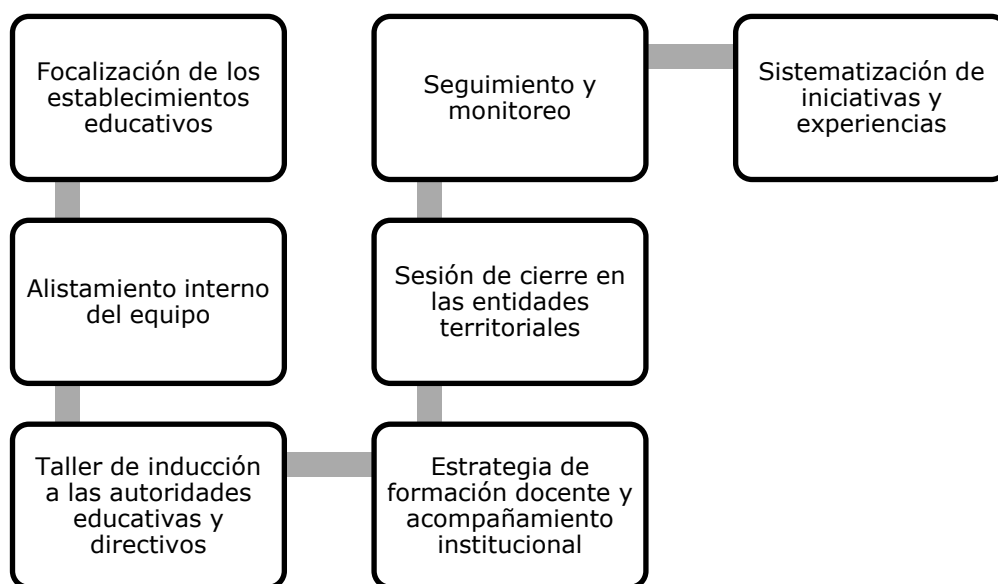 Focalización de los
establecimientos
educativos
Alistamiento interno
del equipo
Taller de inducción
a las autoridades
educativas y
directivos
Estrategia de
formación docente y
acompañamiento
institucional
Sesión de cierre en
las entidades
territoriales
Seguimiento y
monitoreo
Sistematización de
iniciativas y
experiencias